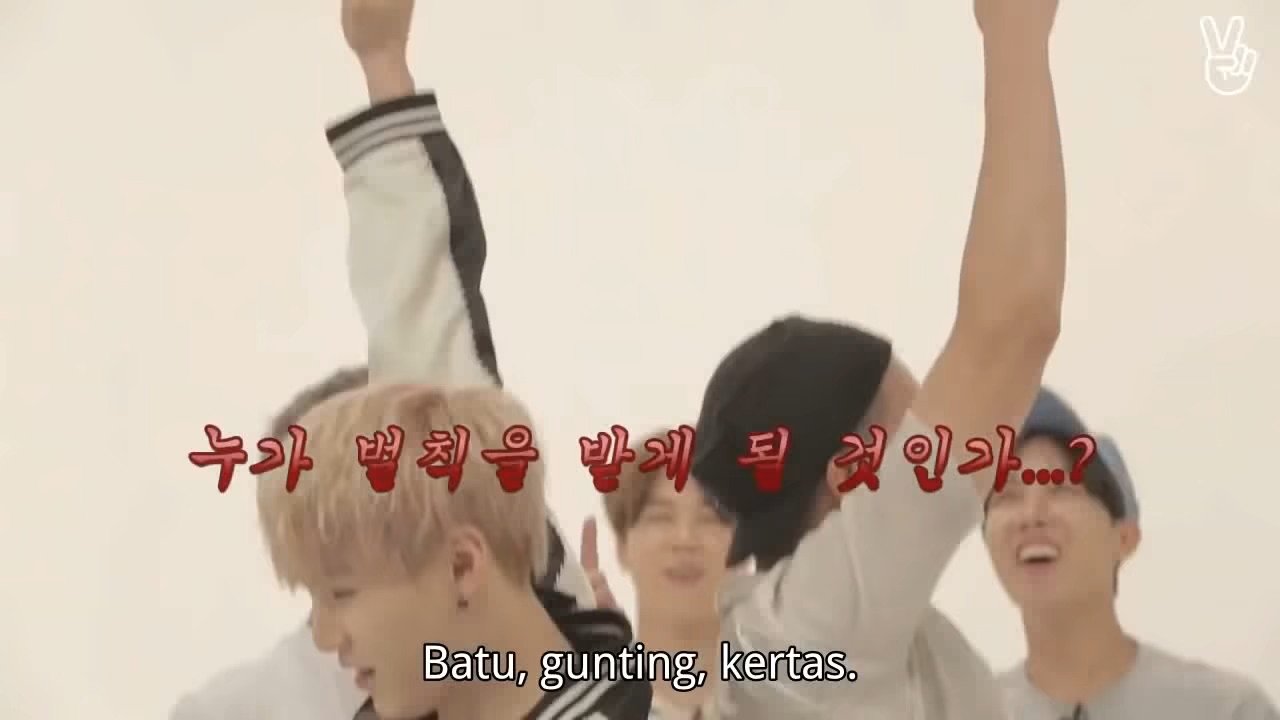 누가 벌칙을 받게 될 것인가...?
Batu, gunting, kertas.